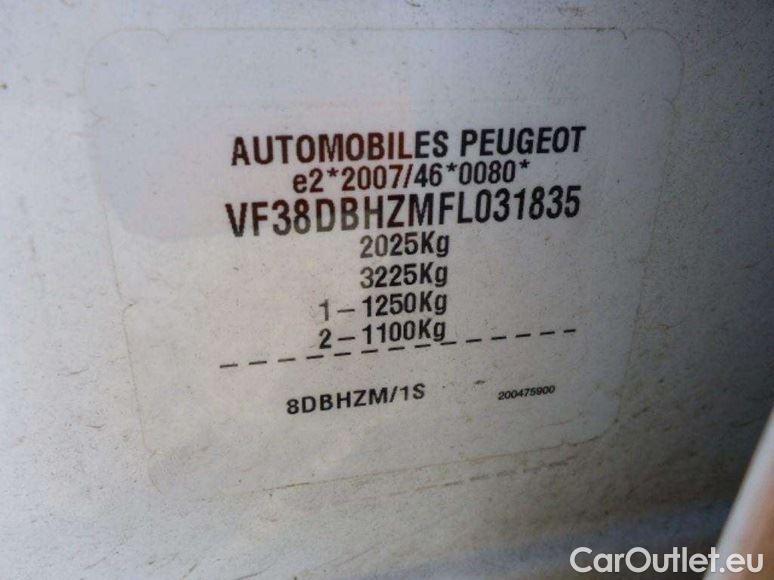 AUTOMOBILES PEUGEOT
e2*2007/46*0080*
VF38DBHZMFL031835
2025Kg
3225Kg
1-1250Kg
2-1100Kg
8DBHZM/1S 200475900
CarOutlet.eu